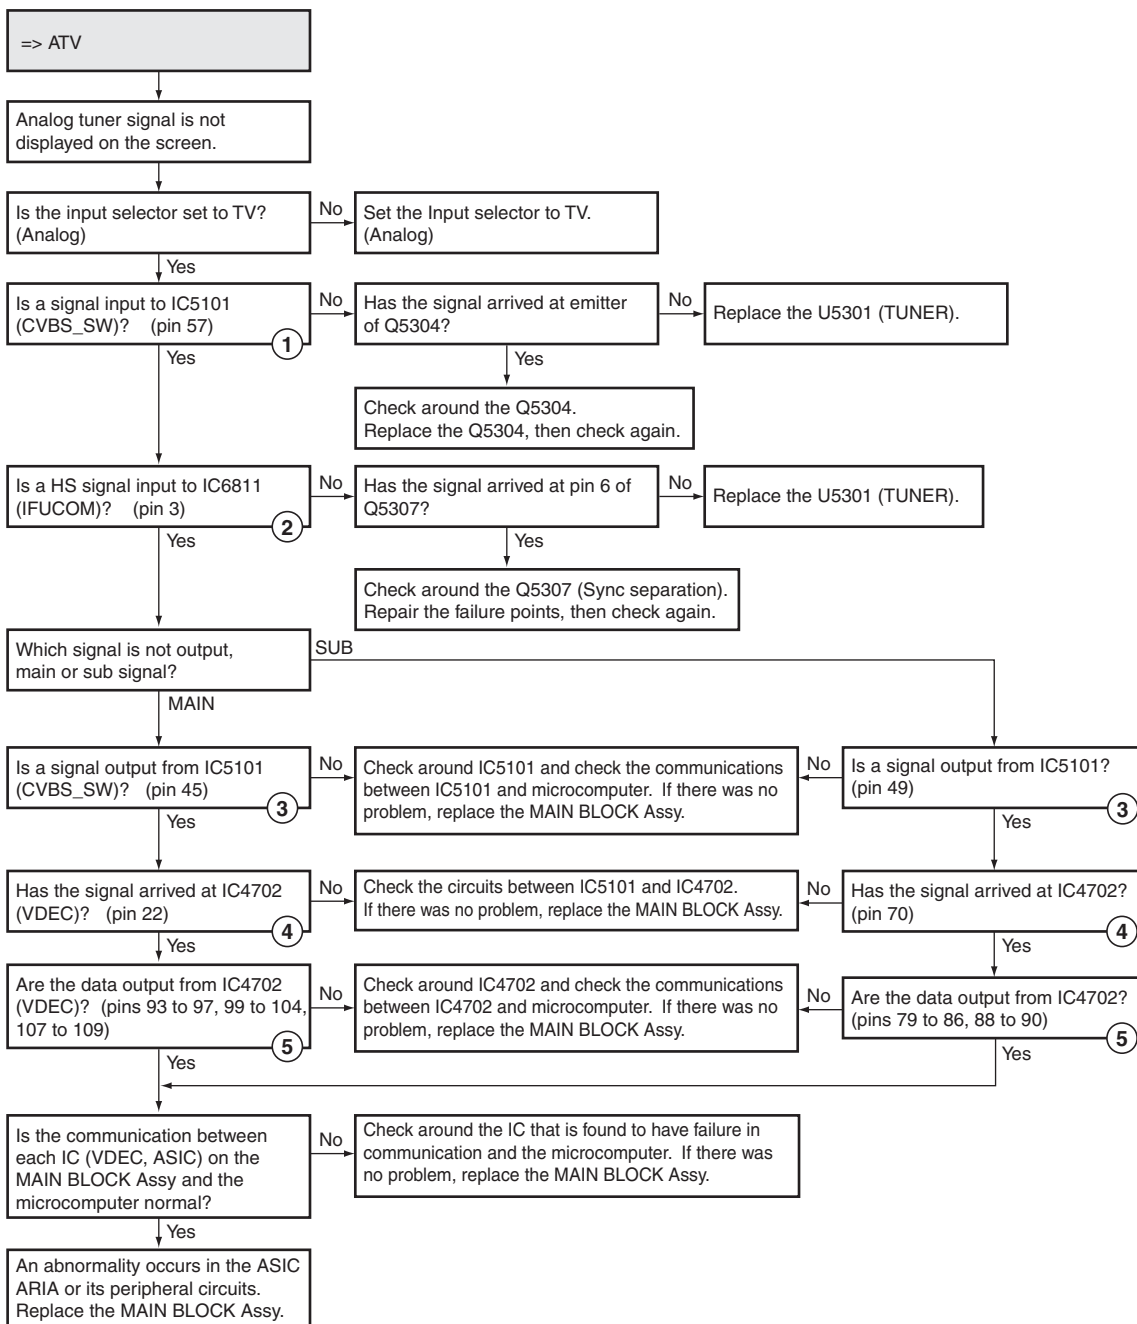 => ATV
Analog tuner signal is not
displayed on the screen.
Is the input selector set to TV?
(Analog)
No
Set the Input selector to TV.
(Analog)
Yes
Is a signal input to IC5101
(CVBS_SW)? (pin 57)
1
No
Has the signal arrived at emitter
of Q5304?
No
Replace the U5301 (TUNER).
Yes
Yes
Check around the Q5304.
Replace the Q5304, then check again.
Is a HS signal input to IC6811
(IFUCOM)? (pin 3)
2
No
Has the signal arrived at pin 6 of
Q5307?
No
Replace the U5301 (TUNER).
Yes
Yes
Check around the Q5307 (Sync separation).
Repair the failure points, then check again.
Which signal is not output,
main or sub signal?
SUB
MAIN
Is a signal output from IC5101
(CVBS_SW)? (pin 45)
3
No
Check around IC5101 and check the communications
between IC5101 and microcomputer. If there was no
problem, replace the MAIN BLOCK Assy.
No
Is a signal output from IC5101?
(pin 49)
3
Yes
Yes
Has the signal arrived at IC4702
(VDEC)? (pin 22)
4
No
Check the circuits between IC5101 and IC4702.
If there was no problem, replace the MAIN BLOCK Assy.
No
Has the signal arrived at IC4702?
(pin 70)
4
Yes
Yes
Are the data output from IC4702
(VDEC)? (pins 93 to 97, 99 to 104,
107 to 109)
5
No
Check around IC4702 and check the communications
between IC4702 and microcomputer. If there was no
problem, replace the MAIN BLOCK Assy.
No
Are the data output from IC4702?
(pins 79 to 86, 88 to 90)
5
Yes
Yes
Is the communication between
each IC (VDEC, ASIC) on the
MAIN BLOCK Assy and the
microcomputer normal?
No
Check around the IC that is found to have failure in
communication and the microcomputer. If there was
no problem, replace the MAIN BLOCK Assy.
Yes
An abnormality occurs in the ASIC
ARIA or its peripheral circuits.
Replace the MAIN BLOCK Assy.